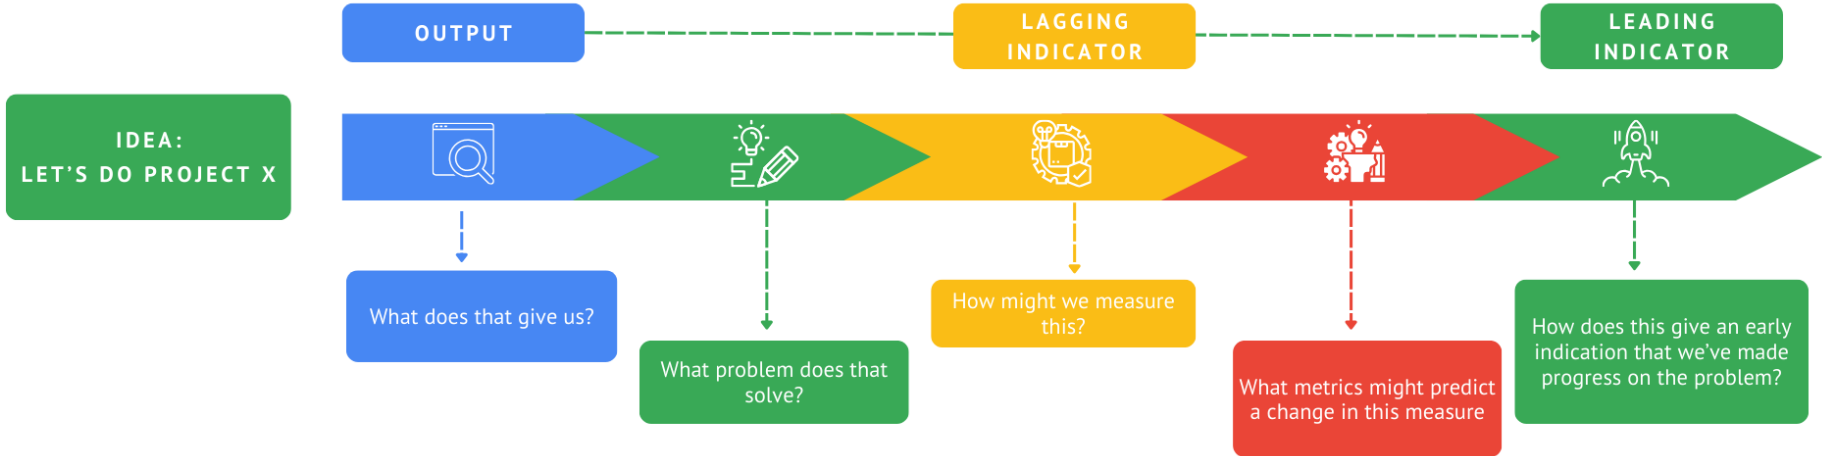 OUTPUT
LAGGING
INDICATOR
LEADING
INDICATOR
IDEA:
LET'S DO PROJECT X
What does that give us?
What problem does that
solve?
How might we measure
this?
What metrics might predict
a change in this measure
How does this give an early
indication that we've made
progress on the problem?